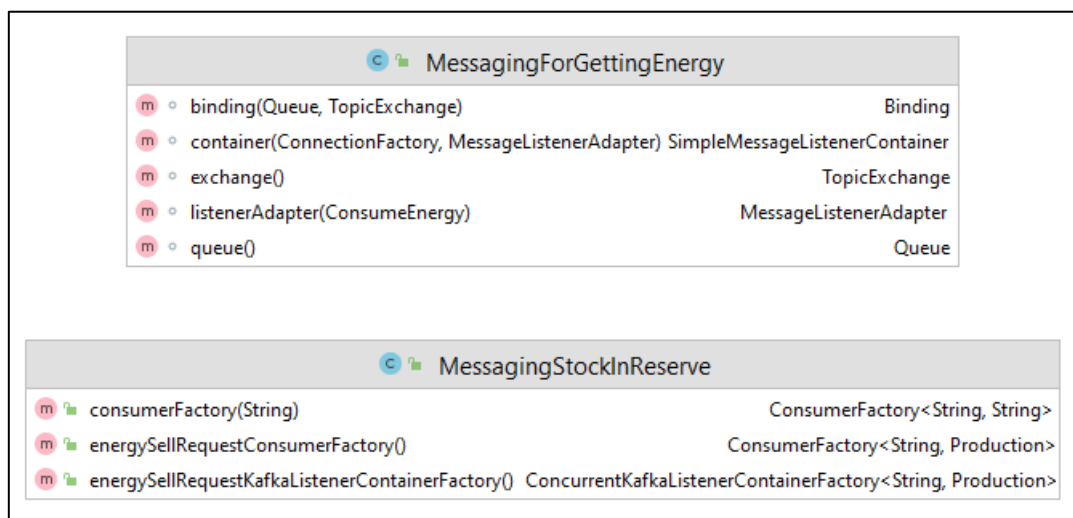 MessagingForGettingEnergy
binding(Queue, TopicExchange) Binding
container(ConnectionFactory, MessageListenerAdapter) SimpleMessageListenerContainer
exchange() TopicExchange
listenerAdapter(ConsumeEnergy) MessageListenerAdapter
queue() Queue
MessagingStockInReserve
consumerFactory(String) ConsumerFactory<String, String>
energySellRequestConsumerFactory() ConsumerFactory<String, Production>
energySellRequestKafkaListenerContainerFactory() ConcurrentKafkaListenerContainerFactory<String, Production>